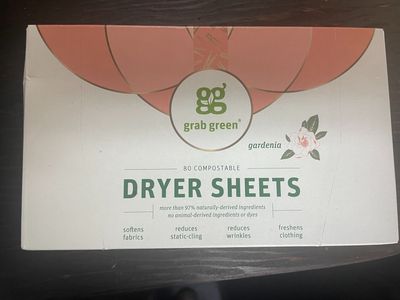 gg
grab green®
gardenia
80 COMPOSTABLE
DRYER SHEETS
more than 97% naturally-derived ingredients
no animal-derived ingredients or dyes
softens fabrics
reduces static-cling
reduces wrinkles
freshens clothing